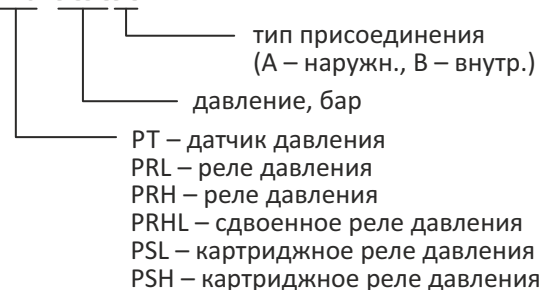 тип присоединения
(А – наружн., В – внутр.)
давление, бар
PT – датчик давления
PRL – реле давления
PRH – реле давления
PRHL – сдвоенное реле давления
PSL – картриджное реле давления
PSH – картриджное реле давления